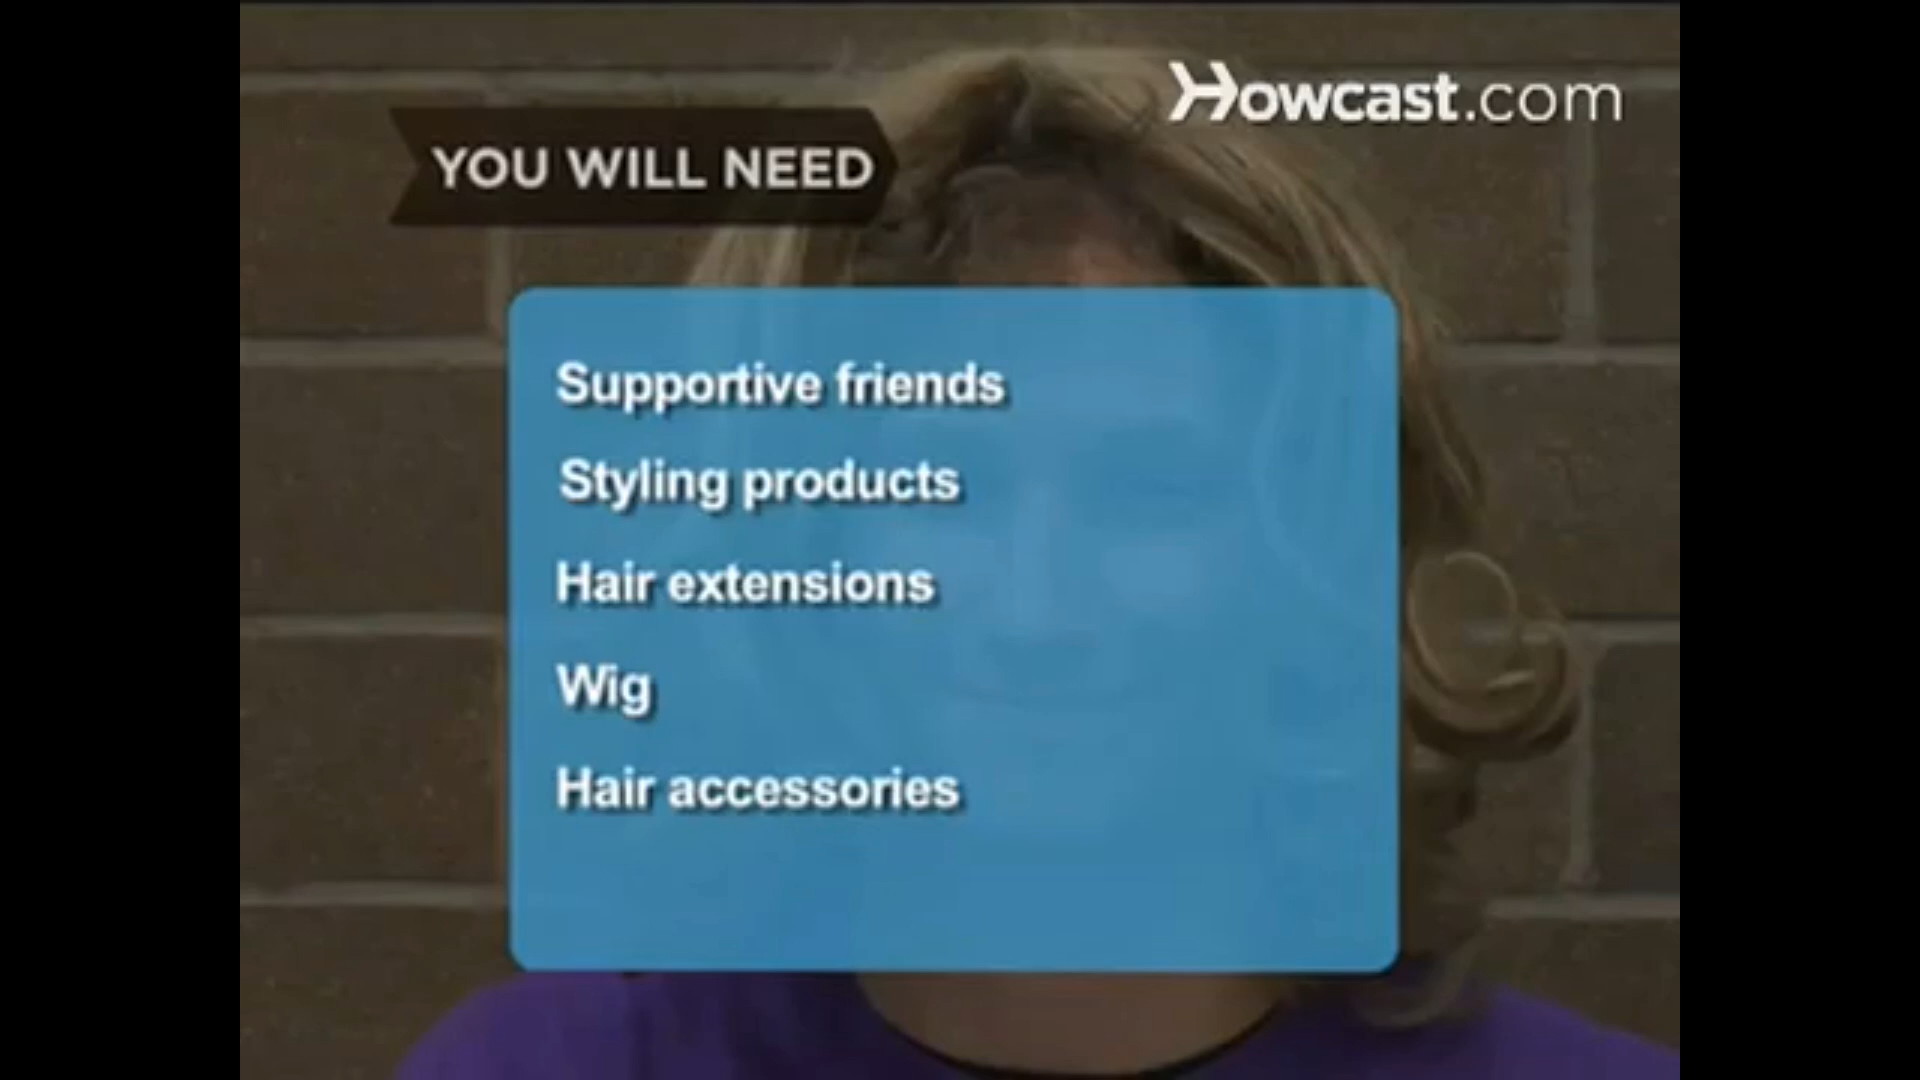 Howcast.com
YOU WILL NEED
Supportive friends
Styling products
Hair extensions
Wig
Hair accessories